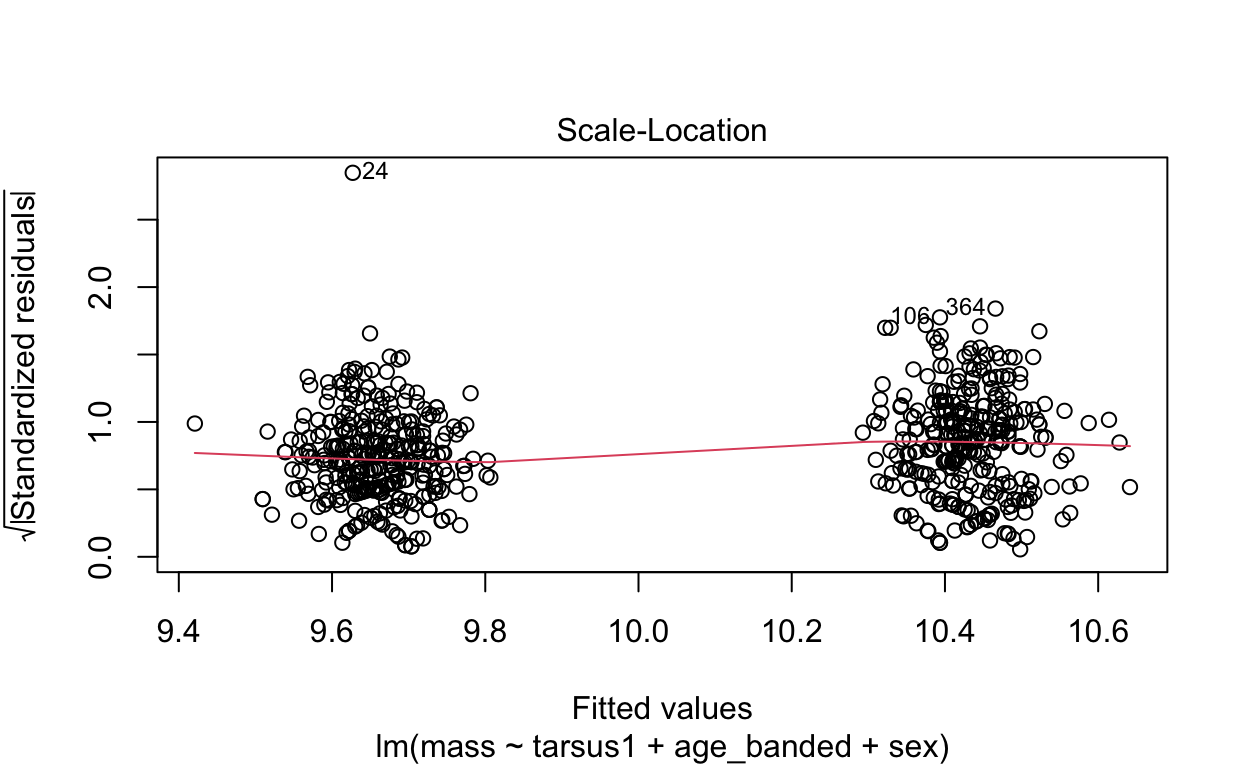 Scale-Location
24
106
364
√|Standardized residuals|
2.0
1.0
0.0
9.4 9.6 9.8 10.0 10.2 10.4 10.6
Fitted values
lm(mass ~ tarsus1 + age_banded + sex)